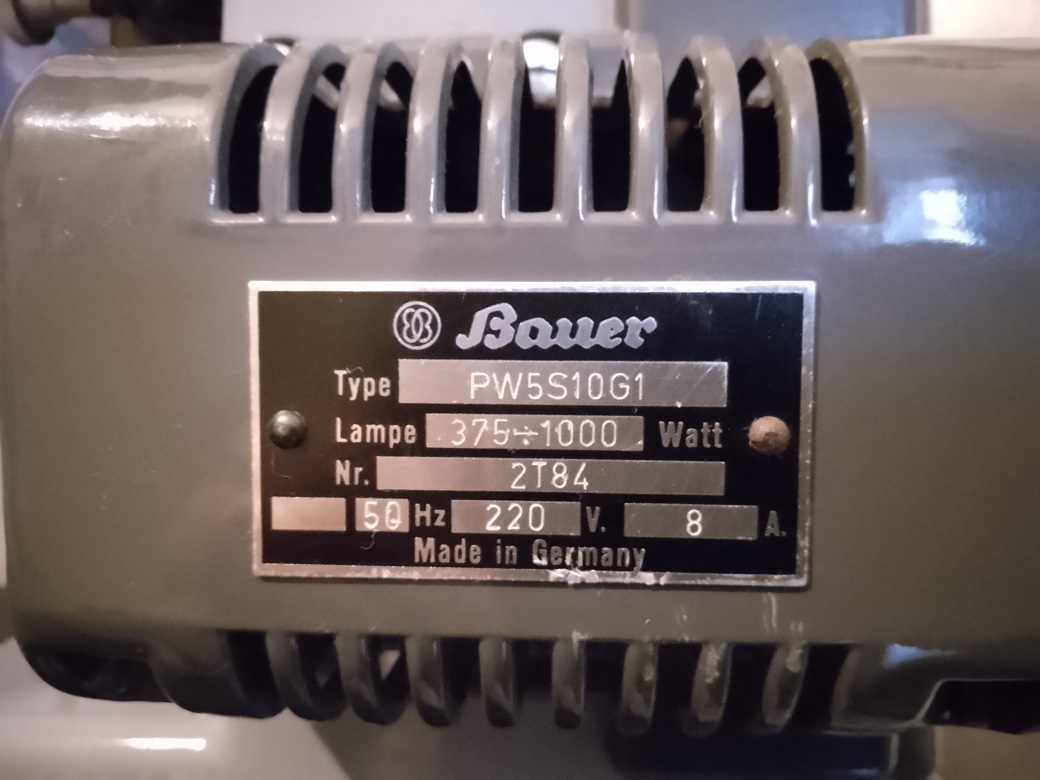 Bauer
Type PW5S10G1
Lampe 375÷1000 Watt
Nr. 2T84
50 Hz 220 V. 8 A.
Made in Germany